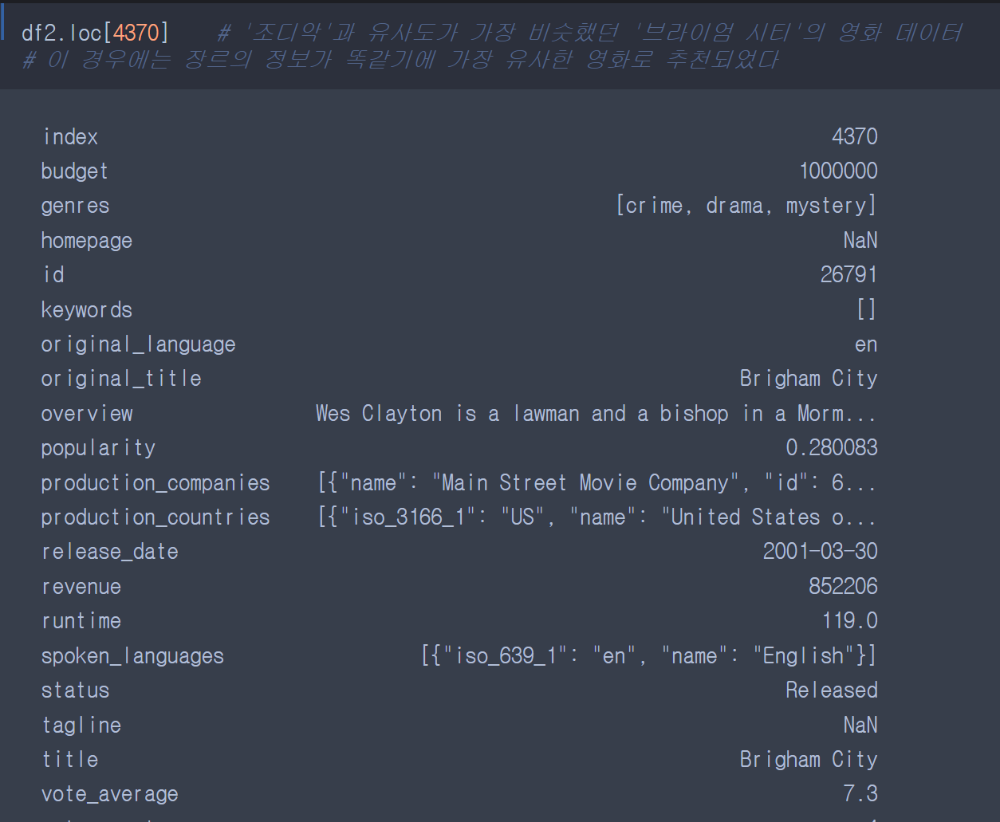 df2.loc[4370]    # '조디악'과 유사도가 가장 비슷했던 '브라이엄 시티'의 영화 데이터
# 이 경우에는 장르의 정보가 똑같기에 가장 유사한 영화로 추천되었다
index 4370
budget 1000000
genres [crime, drama, mystery]
homepage NaN
id 26791
keywords []
original_language en
original_title Brigham City
overview Wes Clayton is a lawman and a bishop in a Morm...
popularity 0.280083
production_companies [{"name": "Main Street Movie Company", "id": 6...
production_countries [{"iso_3166_1": "US", "name": "United States o...
release_date 2001-03-30
revenue 852206
runtime 119.0
spoken_languages [{"iso_639_1": "en", "name": "English"}]
status Released
tagline NaN
title Brigham City
vote_average 7.3